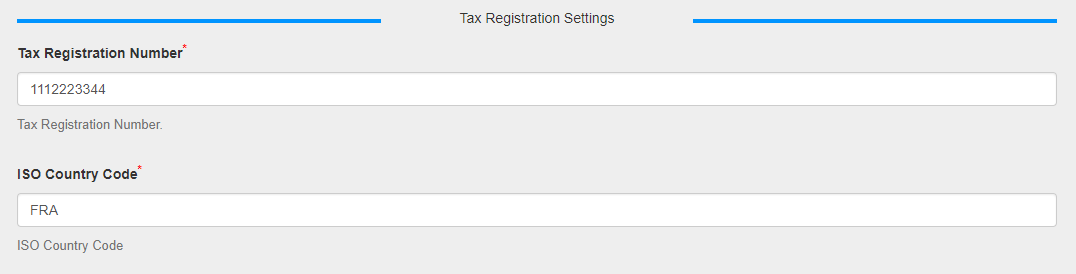 Tax Registration Settings
Tax Registration Number*
1112223344
Tax Registration Number.
ISO Country Code*
FRA
ISO Country Code